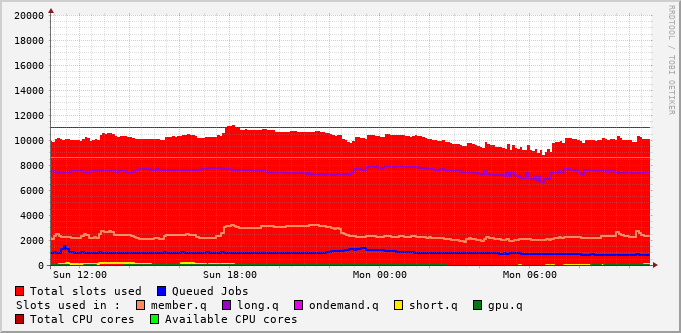 20000
18000
16000
14000
12000
10000
8000
6000
4000
2000
0
Sun 12:00 Sun 18:00 Mon 00:00 Mon 06:00
Total slots used Queued Jobs
Slots used in : member.q long.q ondemand.q short.q gpu.q
Total CPU cores Available CPU cores
RRDTOOL / TOBI OETIKER